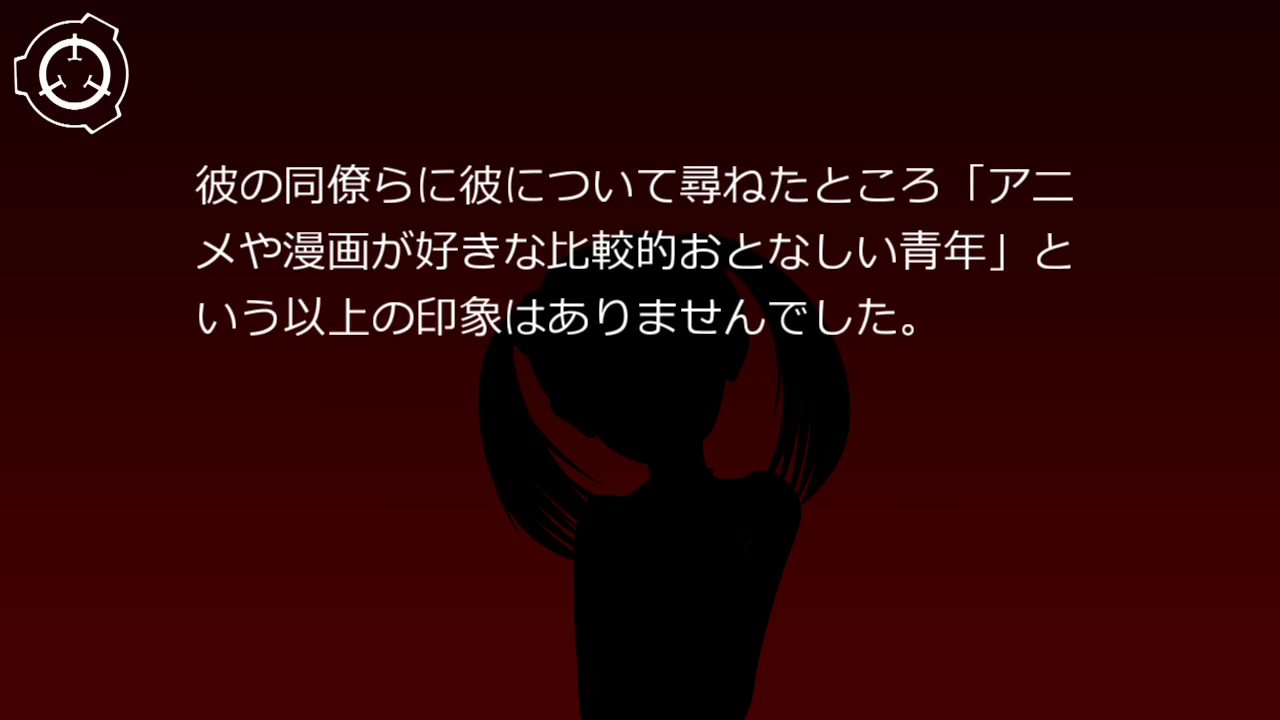 彼の同僚らに彼について尋ねたところ「アニ
メや漫画が好きな比較的おとなしい青年」と
いう以上の印象はありませんでした。